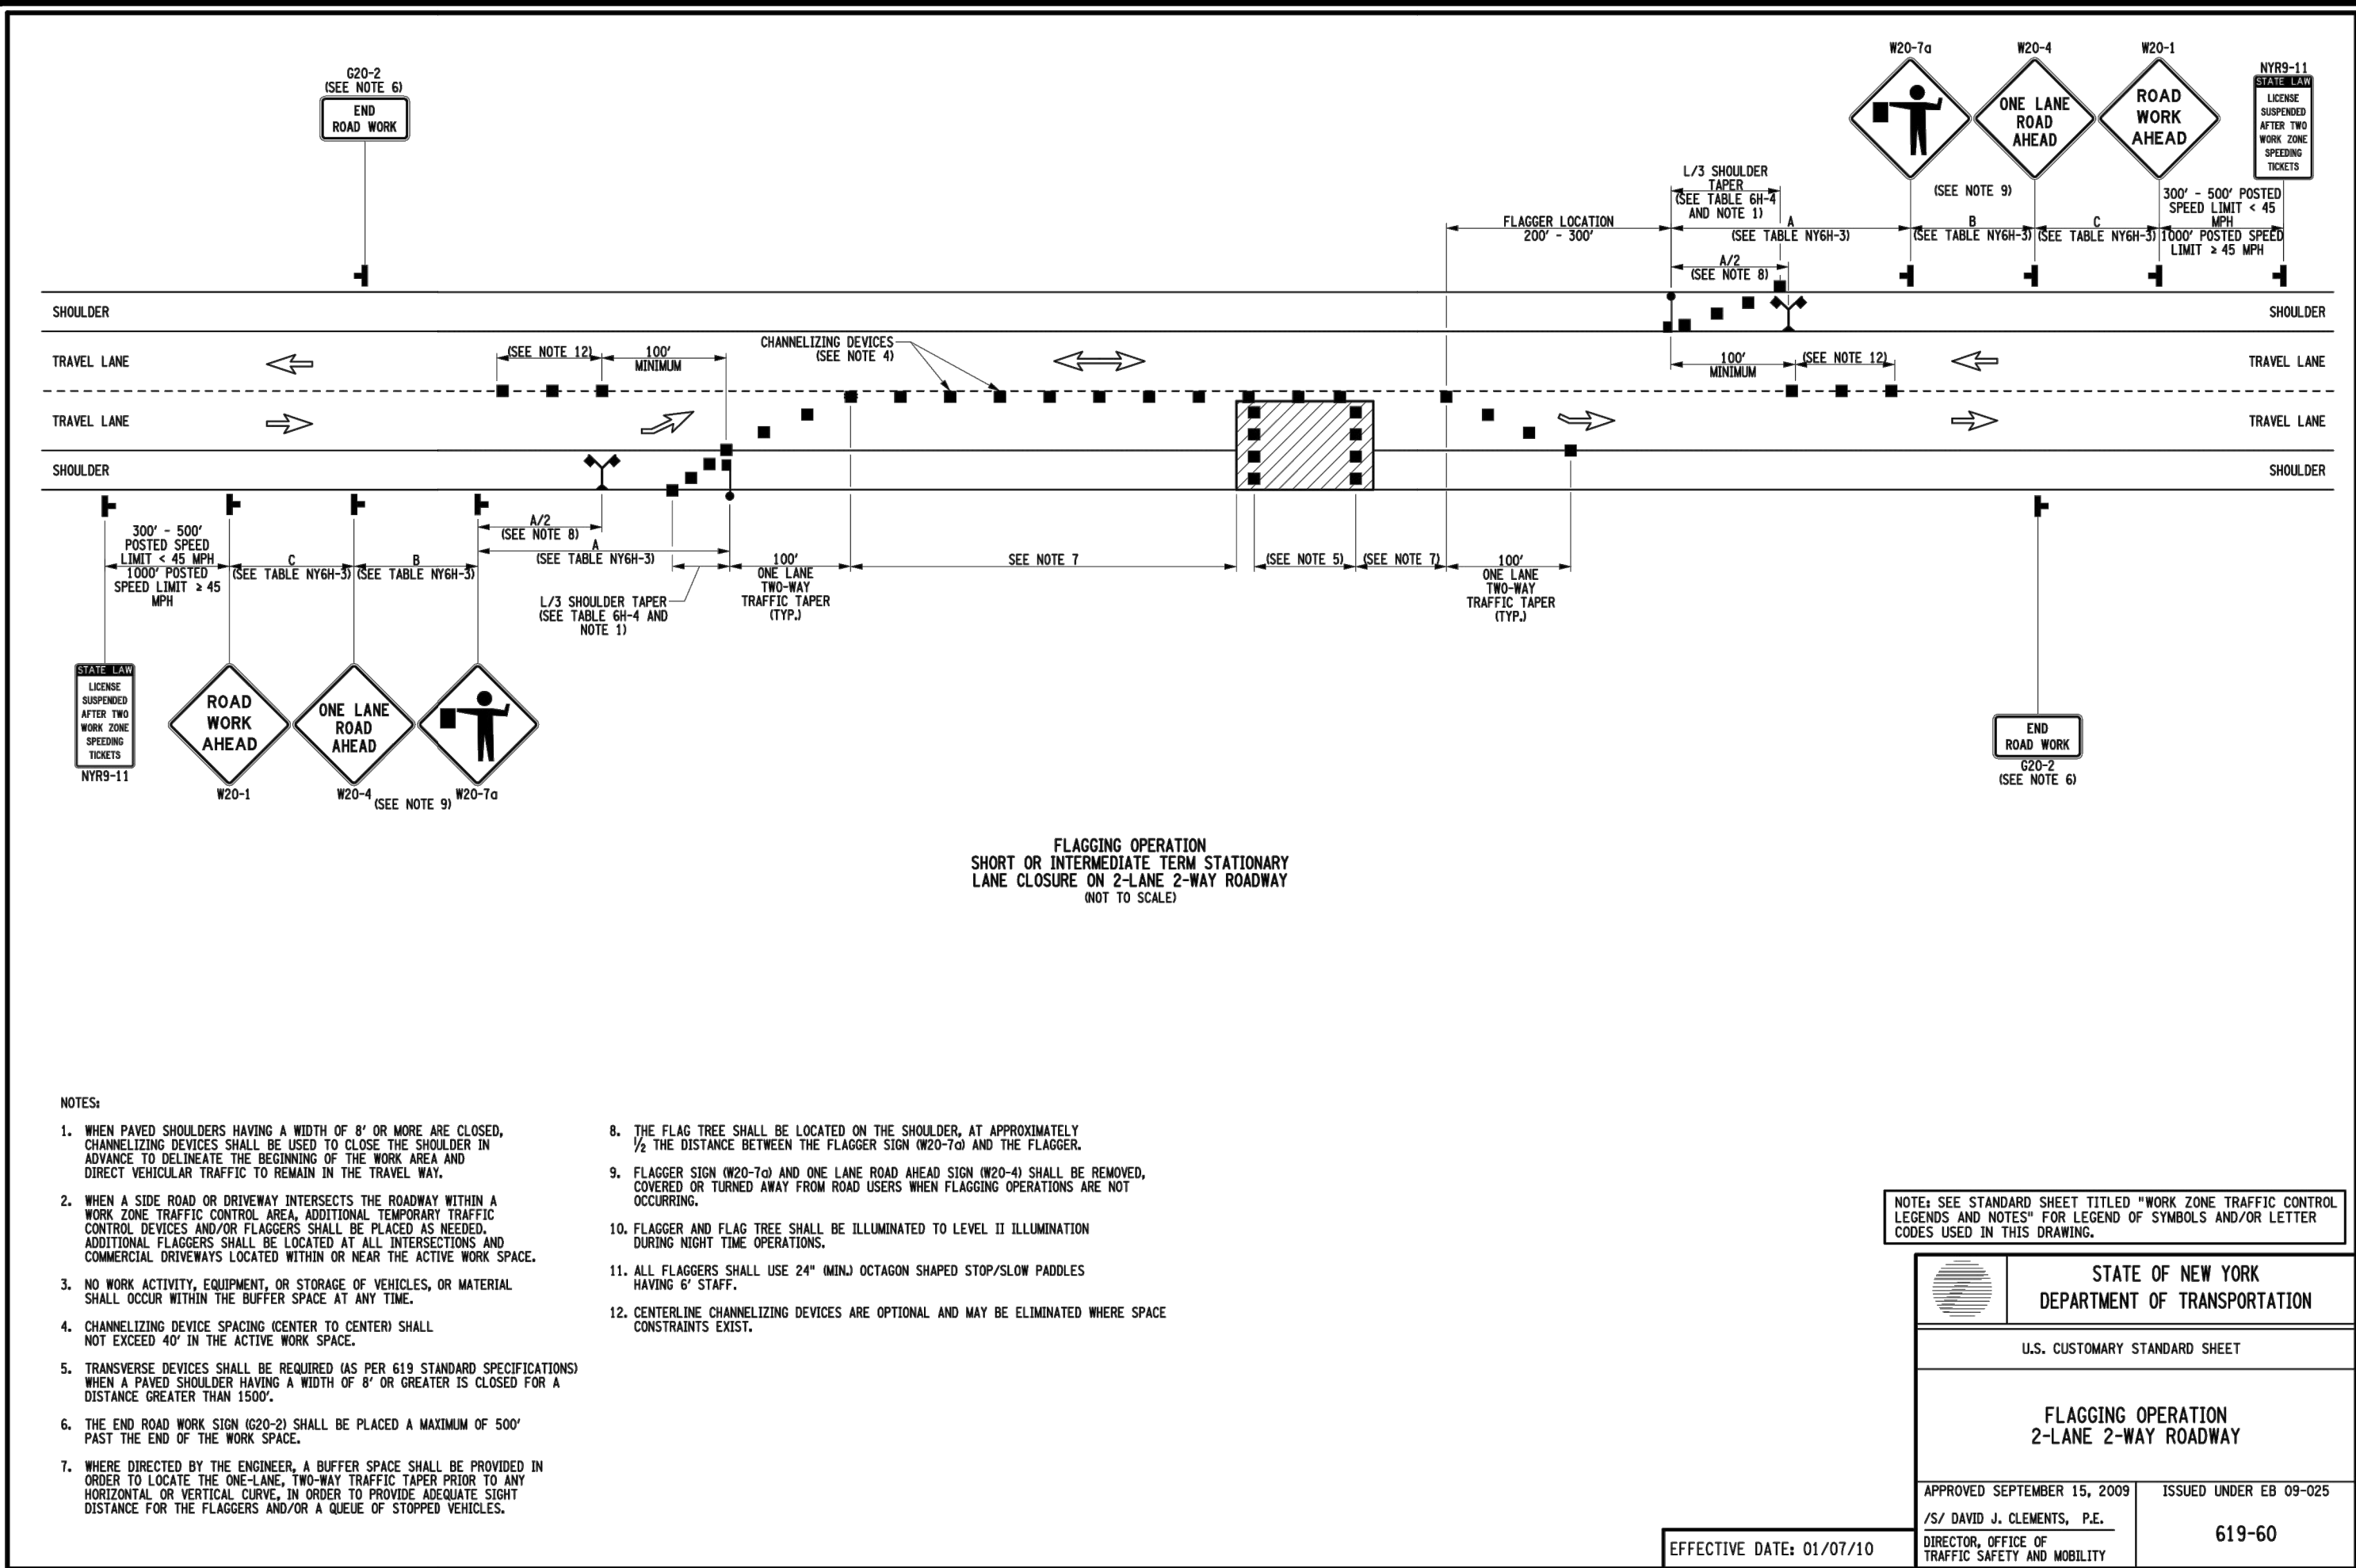 G20-2
(SEE NOTE 6)
END
ROAD WORK
W20-7a
W20-4
W20-1
NYR9-11
ONE LANE
ROAD
AHEAD
ROAD
WORK
AHEAD
STATE LAW
LICENSE
SUSPENDED
AFTER TWO
WORK ZONE
SPEEDING
TICKETS
L/3 SHOULDER
TAPER
(SEE TABLE 6H-4
AND NOTE 1)
(SEE NOTE 9)
300' - 500' POSTED
SPEED LIMIT < 45
MPH
1000' POSTED SPEED
LIMIT ≥ 45 MPH
FLAGGER LOCATION
200' - 300'
A
(SEE TABLE NY6H-3)
B
(SEE TABLE NY6H-3)
C
(SEE TABLE NY6H-3)
A/2
(SEE NOTE 8)
SHOULDER
SHOULDER
TRAVEL LANE
(SEE NOTE 12)
100'
MINIMUM
CHANNELIZING DEVICES
(SEE NOTE 4)
100'
MINIMUM
(SEE NOTE 12)
TRAVEL LANE
TRAVEL LANE
TRAVEL LANE
SHOULDER
SHOULDER
300' - 500'
POSTED SPEED
LIMIT < 45 MPH
1000' POSTED
SPEED LIMIT ≥ 45
MPH
C
(SEE TABLE NY6H-3)
B
(SEE TABLE NY6H-3)
A/2
(SEE NOTE 8)
A
(SEE TABLE NY6H-3)
L/3 SHOULDER TAPER
(SEE TABLE 6H-4 AND
NOTE 1)
100'
ONE LANE
TWO-WAY
TRAFFIC TAPER
(TYP.)
SEE NOTE 7
(SEE NOTE 5)
(SEE NOTE 7)
100'
ONE LANE
TWO-WAY
TRAFFIC TAPER
(TYP.)
STATE LAW
LICENSE
SUSPENDED
AFTER TWO
WORK ZONE
SPEEDING
TICKETS
NYR9-11
ROAD
WORK
AHEAD
W20-1
ONE LANE
ROAD
AHEAD
W20-4
(SEE NOTE 9)
W20-7a
END
ROAD WORK
G20-2
(SEE NOTE 6)
FLAGGING OPERATION
SHORT OR INTERMEDIATE TERM STATIONARY
LANE CLOSURE ON 2-LANE 2-WAY ROADWAY
(NOT TO SCALE)
NOTES:
1. WHEN PAVED SHOULDERS HAVING A WIDTH OF 8' OR MORE ARE CLOSED,
CHANNELIZING DEVICES SHALL BE USED TO CLOSE THE SHOULDER IN
ADVANCE TO DELINEATE THE BEGINNING OF THE WORK AREA AND
DIRECT VEHICULAR TRAFFIC TO REMAIN IN THE TRAVEL WAY.
2. WHEN A SIDE ROAD OR DRIVEWAY INTERSECTS THE ROADWAY WITHIN A
WORK ZONE TRAFFIC CONTROL AREA, ADDITIONAL TEMPORARY TRAFFIC
CONTROL DEVICES AND/OR FLAGGERS SHALL BE PLACED AS NEEDED.
ADDITIONAL FLAGGERS SHALL BE LOCATED AT ALL INTERSECTIONS AND
COMMERCIAL DRIVEWAYS LOCATED WITHIN OR NEAR THE ACTIVE WORK SPACE.
3. NO WORK ACTIVITY, EQUIPMENT, OR STORAGE OF VEHICLES, OR MATERIAL
SHALL OCCUR WITHIN THE BUFFER SPACE AT ANY TIME.
4. CHANNELIZING DEVICE SPACING (CENTER TO CENTER) SHALL
NOT EXCEED 40' IN THE ACTIVE WORK SPACE.
5. TRANSVERSE DEVICES SHALL BE REQUIRED (AS PER 619 STANDARD SPECIFICATIONS)
WHEN A PAVED SHOULDER HAVING A WIDTH OF 8' OR GREATER IS CLOSED FOR A
DISTANCE GREATER THAN 1500'.
6. THE END ROAD WORK SIGN (G20-2) SHALL BE PLACED A MAXIMUM OF 500'
PAST THE END OF THE WORK SPACE.
7. WHERE DIRECTED BY THE ENGINEER, A BUFFER SPACE SHALL BE PROVIDED IN
ORDER TO LOCATE THE ONE-LANE, TWO-WAY TRAFFIC TAPER PRIOR TO ANY
HORIZONTAL OR VERTICAL CURVE, IN ORDER TO PROVIDE ADEQUATE SIGHT
DISTANCE FOR THE FLAGGERS AND/OR A QUEUE OF STOPPED VEHICLES.
8. THE FLAG TREE SHALL BE LOCATED ON THE SHOULDER, AT APPROXIMATELY
½ THE DISTANCE BETWEEN THE FLAGGER SIGN (W20-7a) AND THE FLAGGER.
9. FLAGGER SIGN (W20-7a) AND ONE LANE ROAD AHEAD SIGN (W20-4) SHALL BE REMOVED,
COVERED OR TURNED AWAY FROM ROAD USERS WHEN FLAGGING OPERATIONS ARE NOT
OCCURRING.
10. FLAGGER AND FLAG TREE SHALL BE ILLUMINATED TO LEVEL II ILLUMINATION
DURING NIGHT TIME OPERATIONS.
11. ALL FLAGGERS SHALL USE 24" (MIN.) OCTAGON SHAPED STOP/SLOW PADDLES
HAVING 6' STAFF.
12. CENTERLINE CHANNELIZING DEVICES ARE OPTIONAL AND MAY BE ELIMINATED WHERE SPACE
CONSTRAINTS EXIST.
NOTE: SEE STANDARD SHEET TITLED "WORK ZONE TRAFFIC CONTROL
LEGENDS AND NOTES" FOR LEGEND OF SYMBOLS AND/OR LETTER
CODES USED IN THIS DRAWING.
STATE OF NEW YORK
DEPARTMENT OF TRANSPORTATION
U.S. CUSTOMARY STANDARD SHEET
FLAGGING OPERATION
2-LANE 2-WAY ROADWAY
APPROVED SEPTEMBER 15, 2009
/S/ DAVID J. CLEMENTS, P.E.
DIRECTOR, OFFICE OF
TRAFFIC SAFETY AND MOBILITY
ISSUED UNDER EB 09-025
619-60
EFFECTIVE DATE: 01/07/10